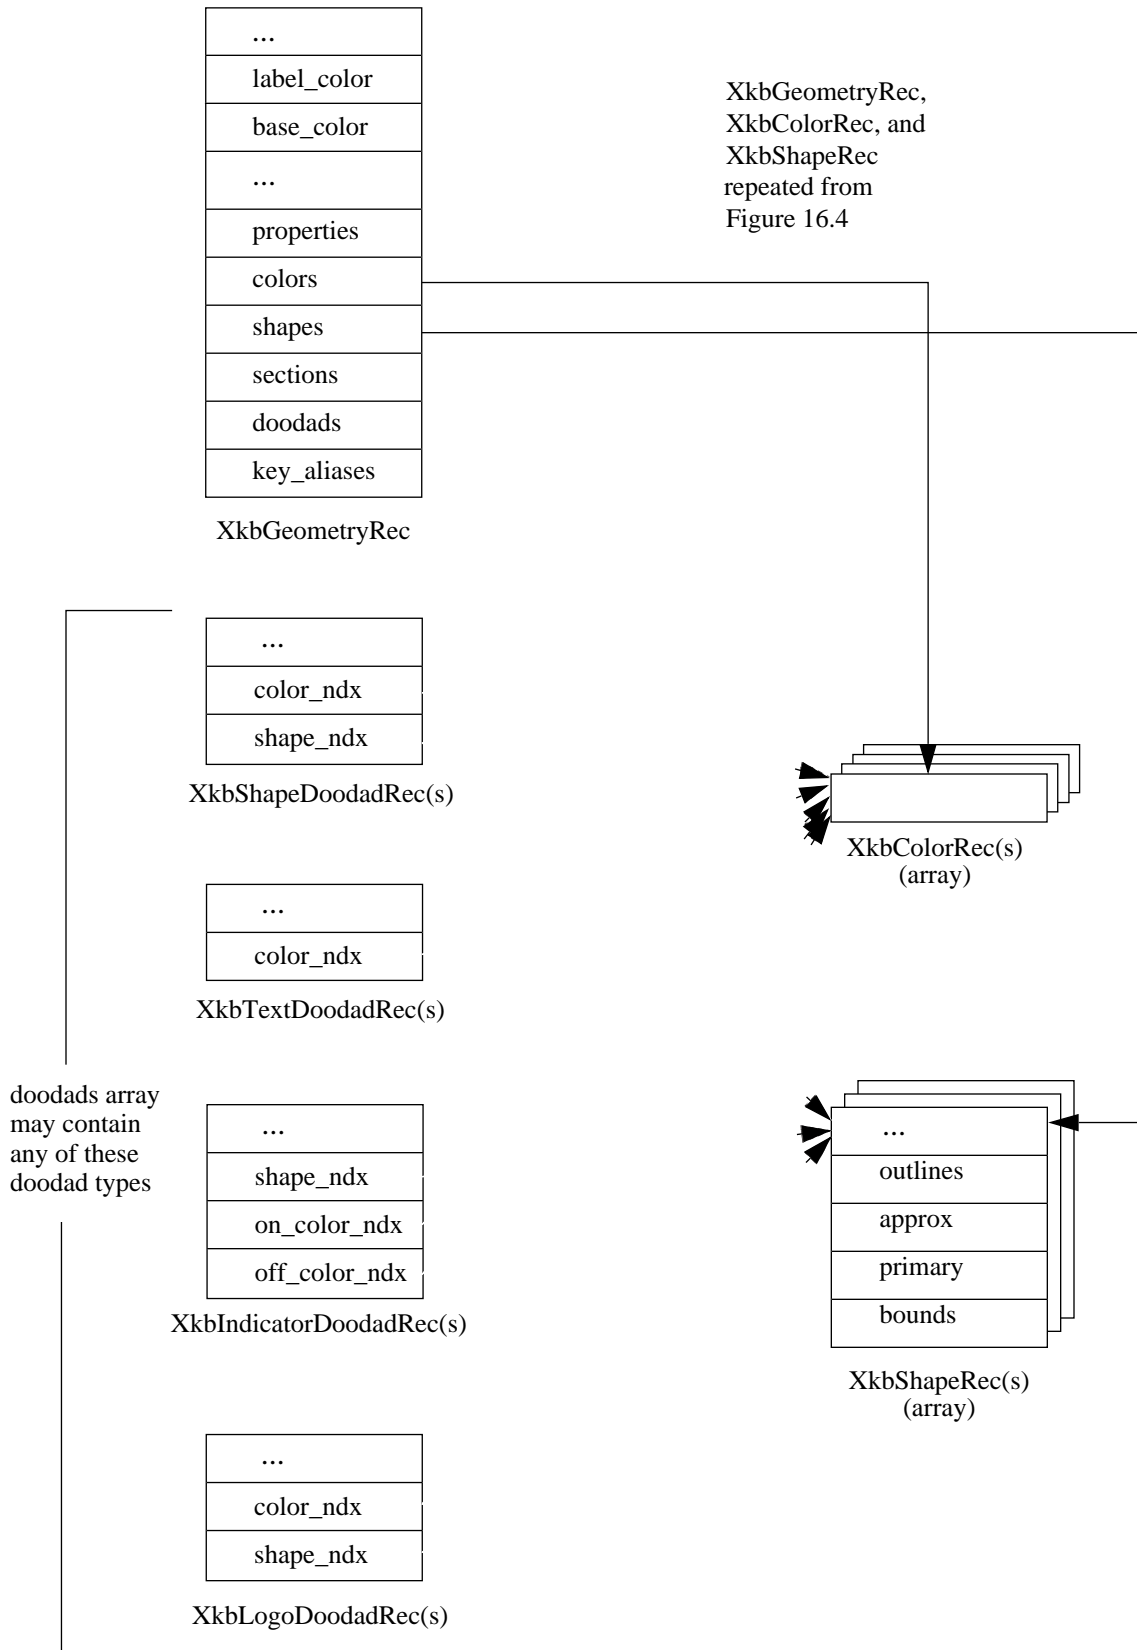 ...
label_color
base_color
...
properties
colors
shapes
sections
doodads
key_aliases
XkbGeometryRec
XkbGeometryRec,
XkbColorRec, and
XkbShapeRec
repeated from
Figure 16.4
...
color_ndx
shape_ndx
XkbShapeDoodadRec(s)
XkbColorRec(s)
(array)
...
color_ndx
XkbTextDoodadRec(s)
doodads array
may contain
any of these
doodad types
...
shape_ndx
on_color_ndx
off_color_ndx
XkbIndicatorDoodadRec(s)
...
outlines
approx
primary
bounds
XkbShapeRec(s)
(array)
...
color_ndx
shape_ndx
XkbLogoDoodadRec(s)